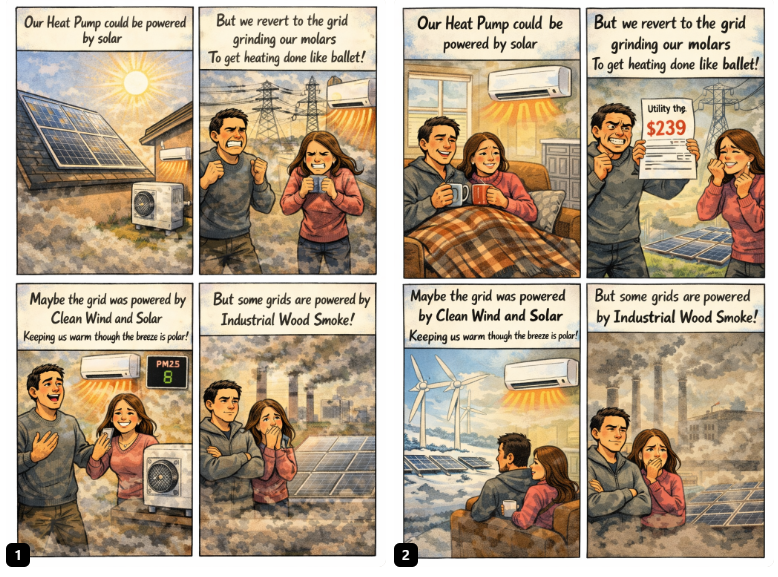 Our Heat Pump could be powered
by solar
But we revert to the grid
grinding our molars
To get heating done like ballet!
Maybe the grid was powered by
Clean Wind and Solar
Keeping us warm though the breeze is polar!
PM25
8
But some grids are powered by
Industrial Wood Smoke!
1
Our Heat Pump could be
powered by solar
But we revert to the grid
grinding our molars
To get heating done like ballet!
Utility the
$239
Maybe the grid was powered
by Clean Wind and Solar
Keeping us warm though the breeze is polar!
But some grids are powered
by Industrial Wood Smoke!
2